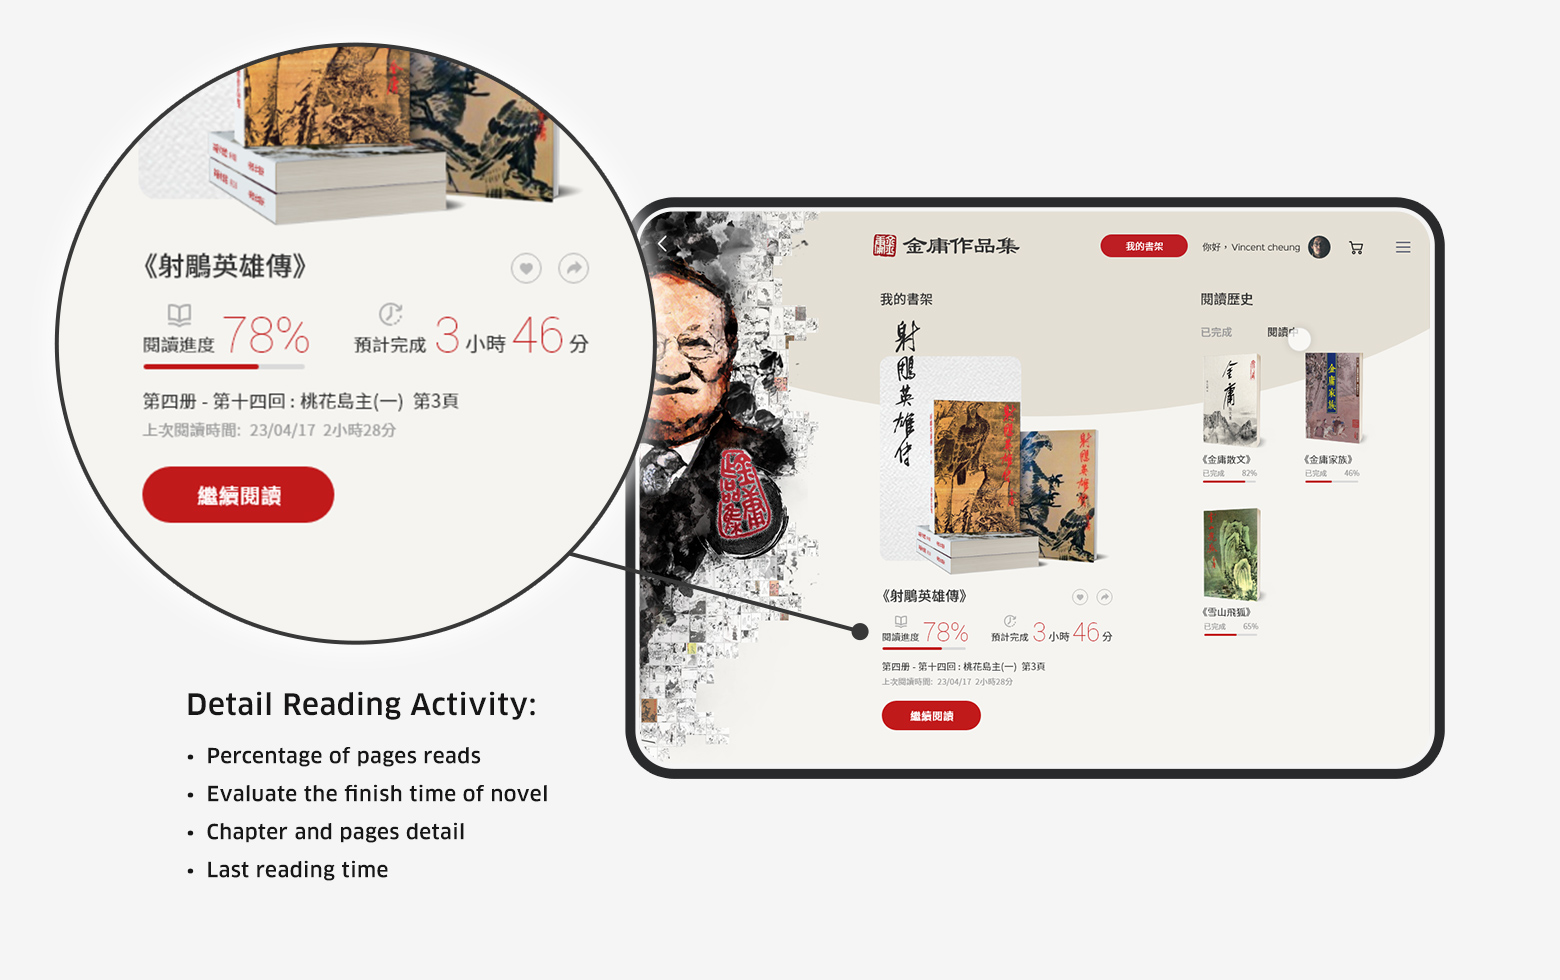 《射鵰英雄傳》
閱讀進度 78%
預計完成 3 小時 46 分
第四册 - 第十四回 : 桃花島主(一) 第3頁
上次閱讀時間: 23/04/17 2小時28分
繼續閱讀
Detail Reading Activity:
• Percentage of pages reads
• Evaluate the finish time of novel
• Chapter and pages detail
• Last reading time
金庸作品集
我的書架
你好，Vincent cheung
我的書架
射鵰英雄傳
《射鵰英雄傳》
閱讀進度 78%
預計完成 3 小時 46 分
第四册 - 第十四回 : 桃花島主(一) 第3頁
上次閱讀時間: 23/04/17 2小時28分
繼續閱讀
閱讀歷史
已完成
閱讀中
金庸
《金庸散文》
已完成 82%
金庸家族
《金庸家族》
已完成 46%
《雪山飛狐》
已完成 65%